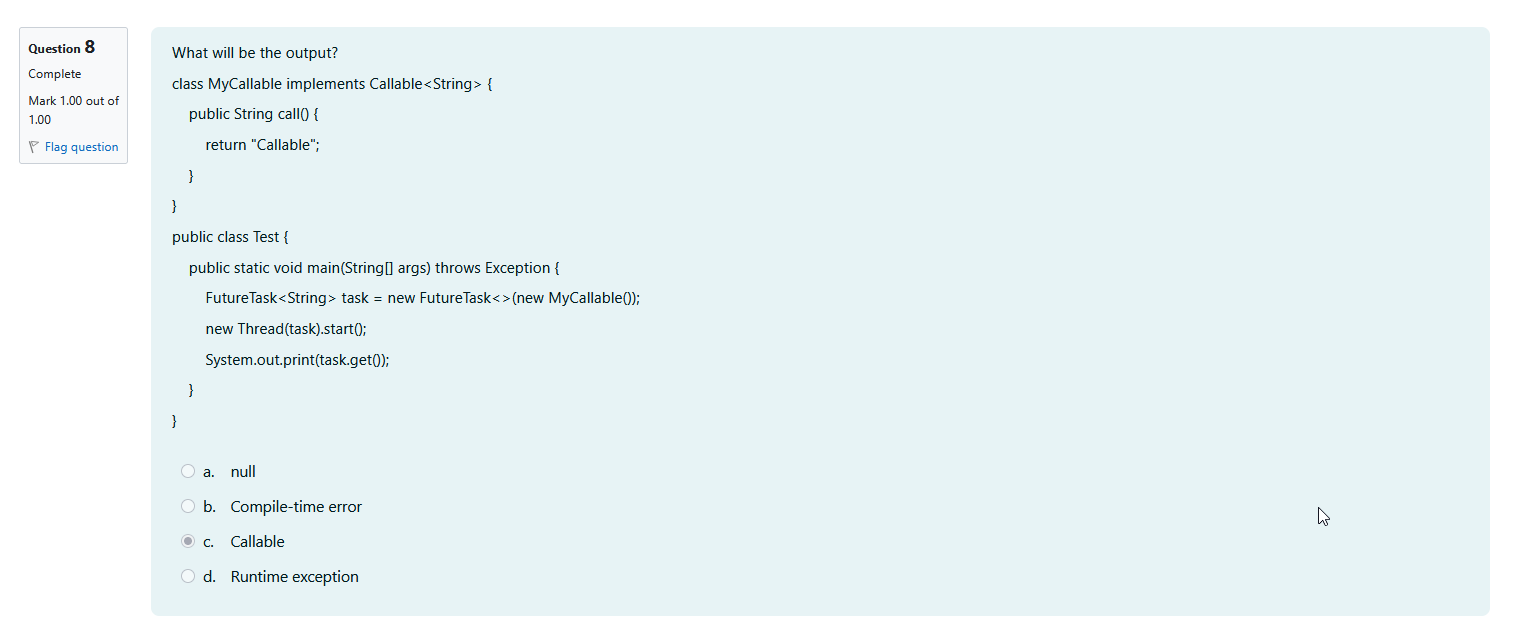 Question 8
Complete
Mark 1.00 out of
1.00
Flag question
What will be the output?
class MyCallable implements Callable<String> {
public String call() {
return "Callable";
}
}
public class Test {
public static void main(String[] args) throws Exception {
FutureTask<String> task = new FutureTask<>(new MyCallable());
new Thread(task).start();
System.out.print(task.get());
}
}
a. null
b. Compile-time error
c. Callable
d. Runtime exception